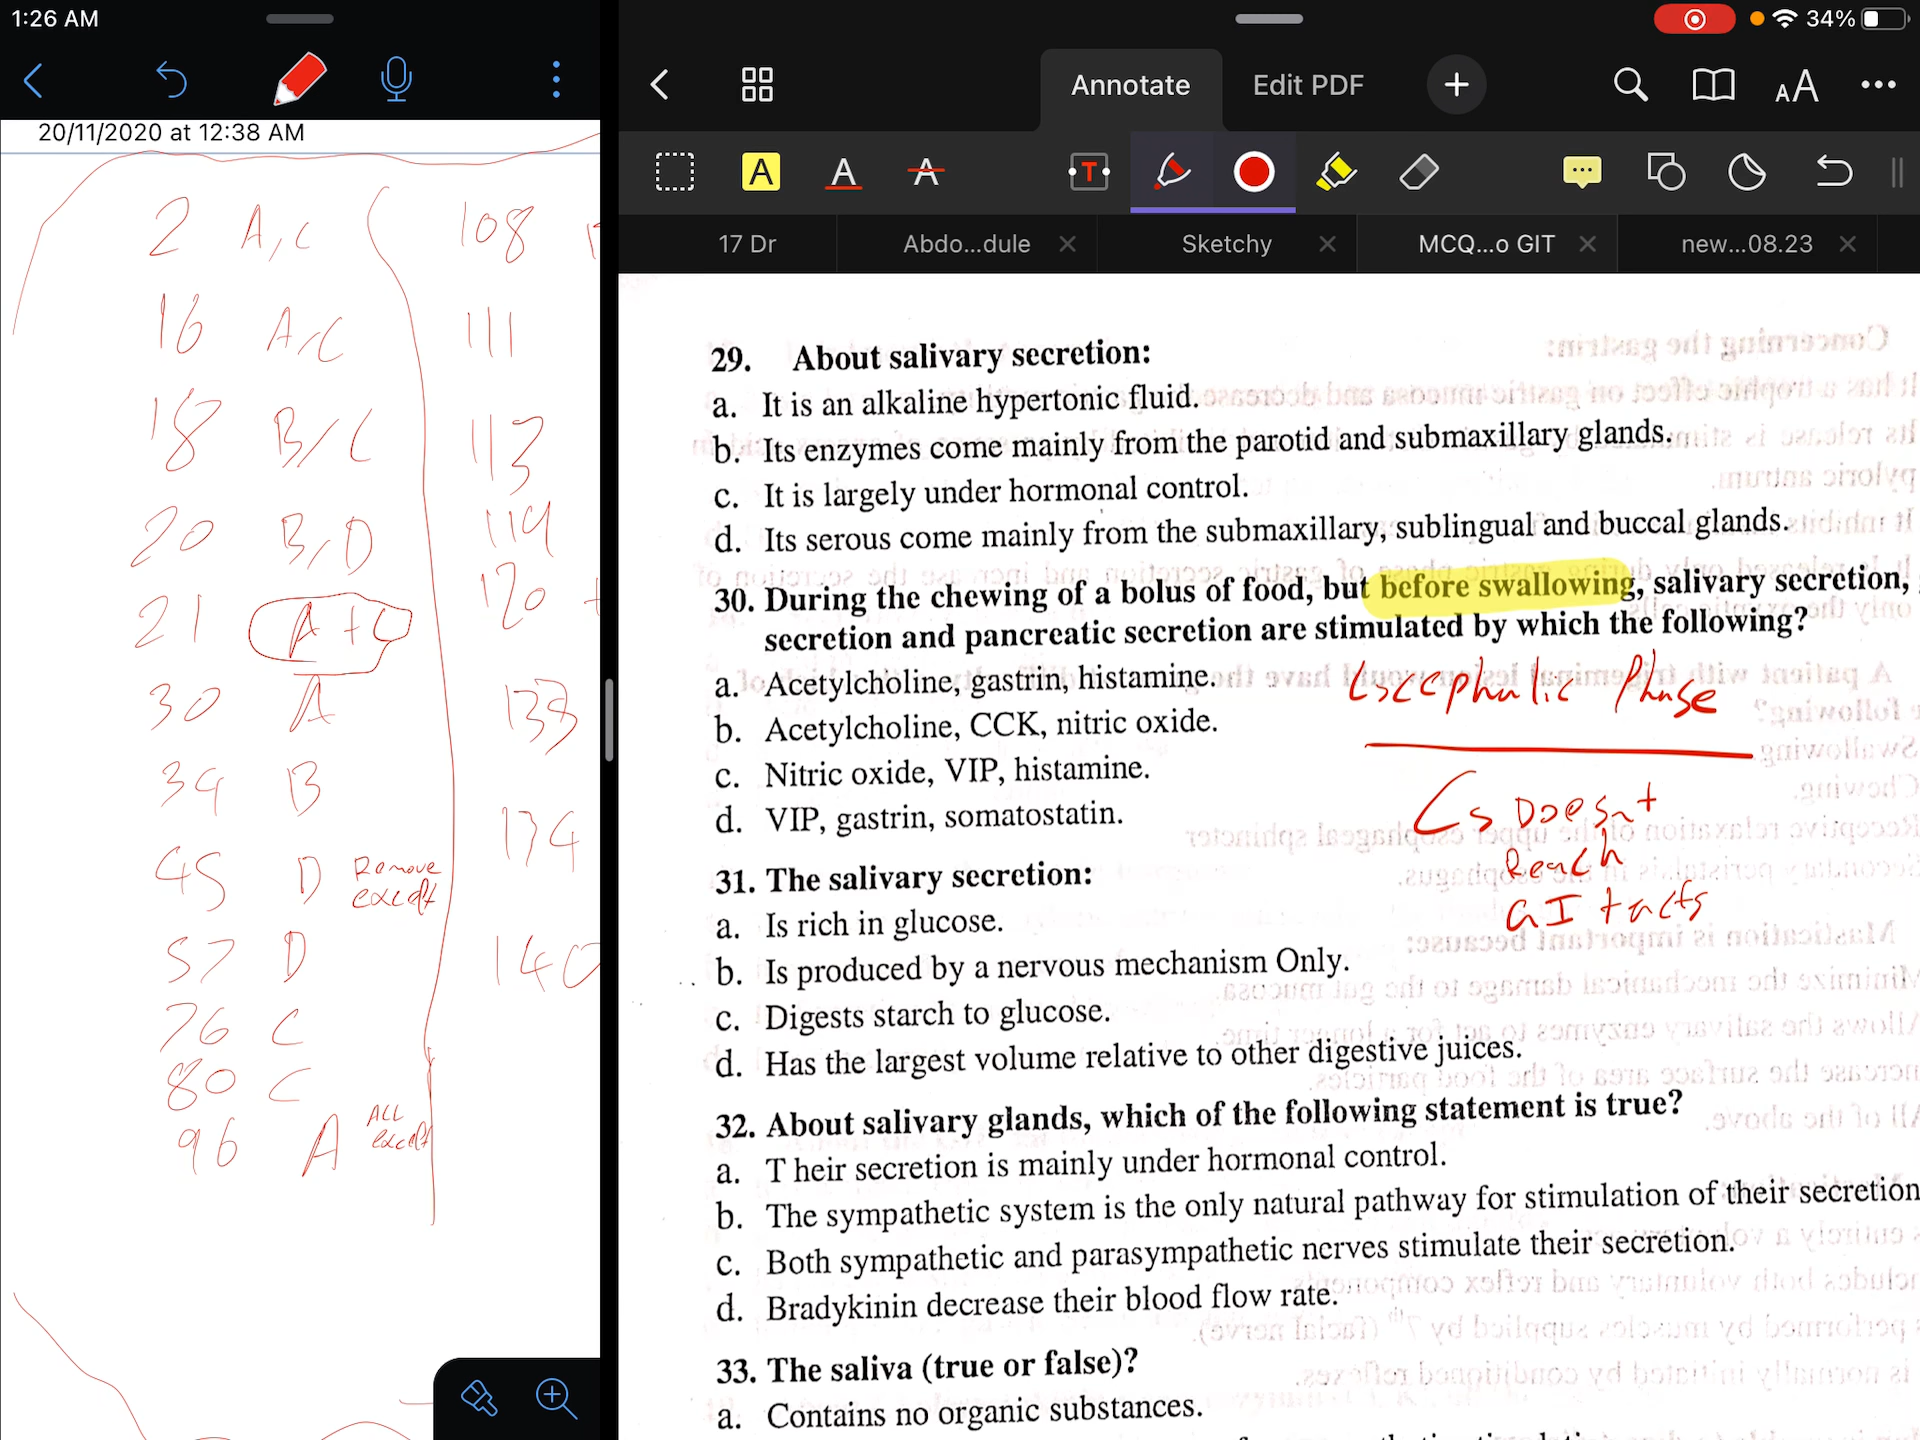 1:26 AM
34%
Annotate
Edit PDF
20/11/2020 at 12:38 AM
17 Dr
Abdo...dule
Sketchy
MCQ...o GIT
new...08.23
2 A,C
16 A,C
18 B/C
20 B/D
21 A+C
30 A
39 B
45 D Remove except
57 D
76 C
80 C
96 A ALL except
108
111
113
119
120
133
134
140
29. About salivary secretion:
a. It is an alkaline hypertonic fluid.
b. Its enzymes come mainly from the parotid and submaxillary glands.
c. It is largely under hormonal control.
d. Its serous come mainly from the submaxillary, sublingual and buccal glands.
30. During the chewing of a bolus of food, but before swallowing, salivary secretion,
secretion and pancreatic secretion are stimulated by which the following?
a. Acetylcholine, gastrin, histamine.
b. Acetylcholine, CCK, nitric oxide.
c. Nitric oxide, VIP, histamine.
d. VIP, gastrin, somatostatin.
cephalic Phase
Doesnt
Reach
GI tacts
31. The salivary secretion:
a. Is rich in glucose.
b. Is produced by a nervous mechanism Only.
c. Digests starch to glucose.
d. Has the largest volume relative to other digestive juices.
32. About salivary glands, which of the following statement is true?
a. T heir secretion is mainly under hormonal control.
b. The sympathetic system is the only natural pathway for stimulation of their secretion
c. Both sympathetic and parasympathetic nerves stimulate their secretion.
d. Bradykinin decrease their blood flow rate.
33. The saliva (true or false)?
a. Contains no organic substances.